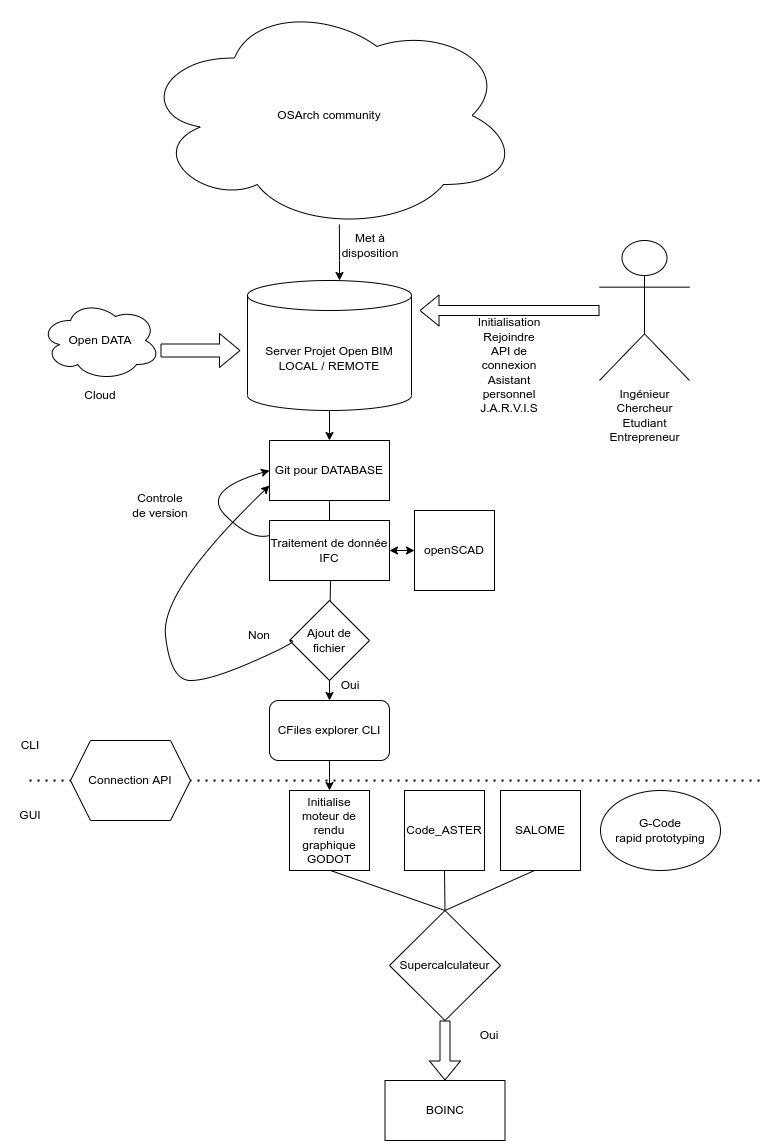 OSArch community
Met à
disposition
Open DATA
Cloud
Server Projet Open BIM
LOCAL / REMOTE
Initialisation
Rejoindre
API de
connexion
Asistant
personnel
J.A.R.V.I.S
Ingénieur
Chercheur
Etudiant
Entrepreneur
Git pour DATABASE
Controle
de version
Traitement de donnée
IFC
openSCAD
Ajout de
fichier
Non
Oui
CFiles explorer CLI
CLI
Connection API
GUI
Initialise
moteur de
rendu
graphique
GODOT
Code_ASTER
SALOME
G-Code
rapid prototyping
Supercalculateur
Oui
BOINC